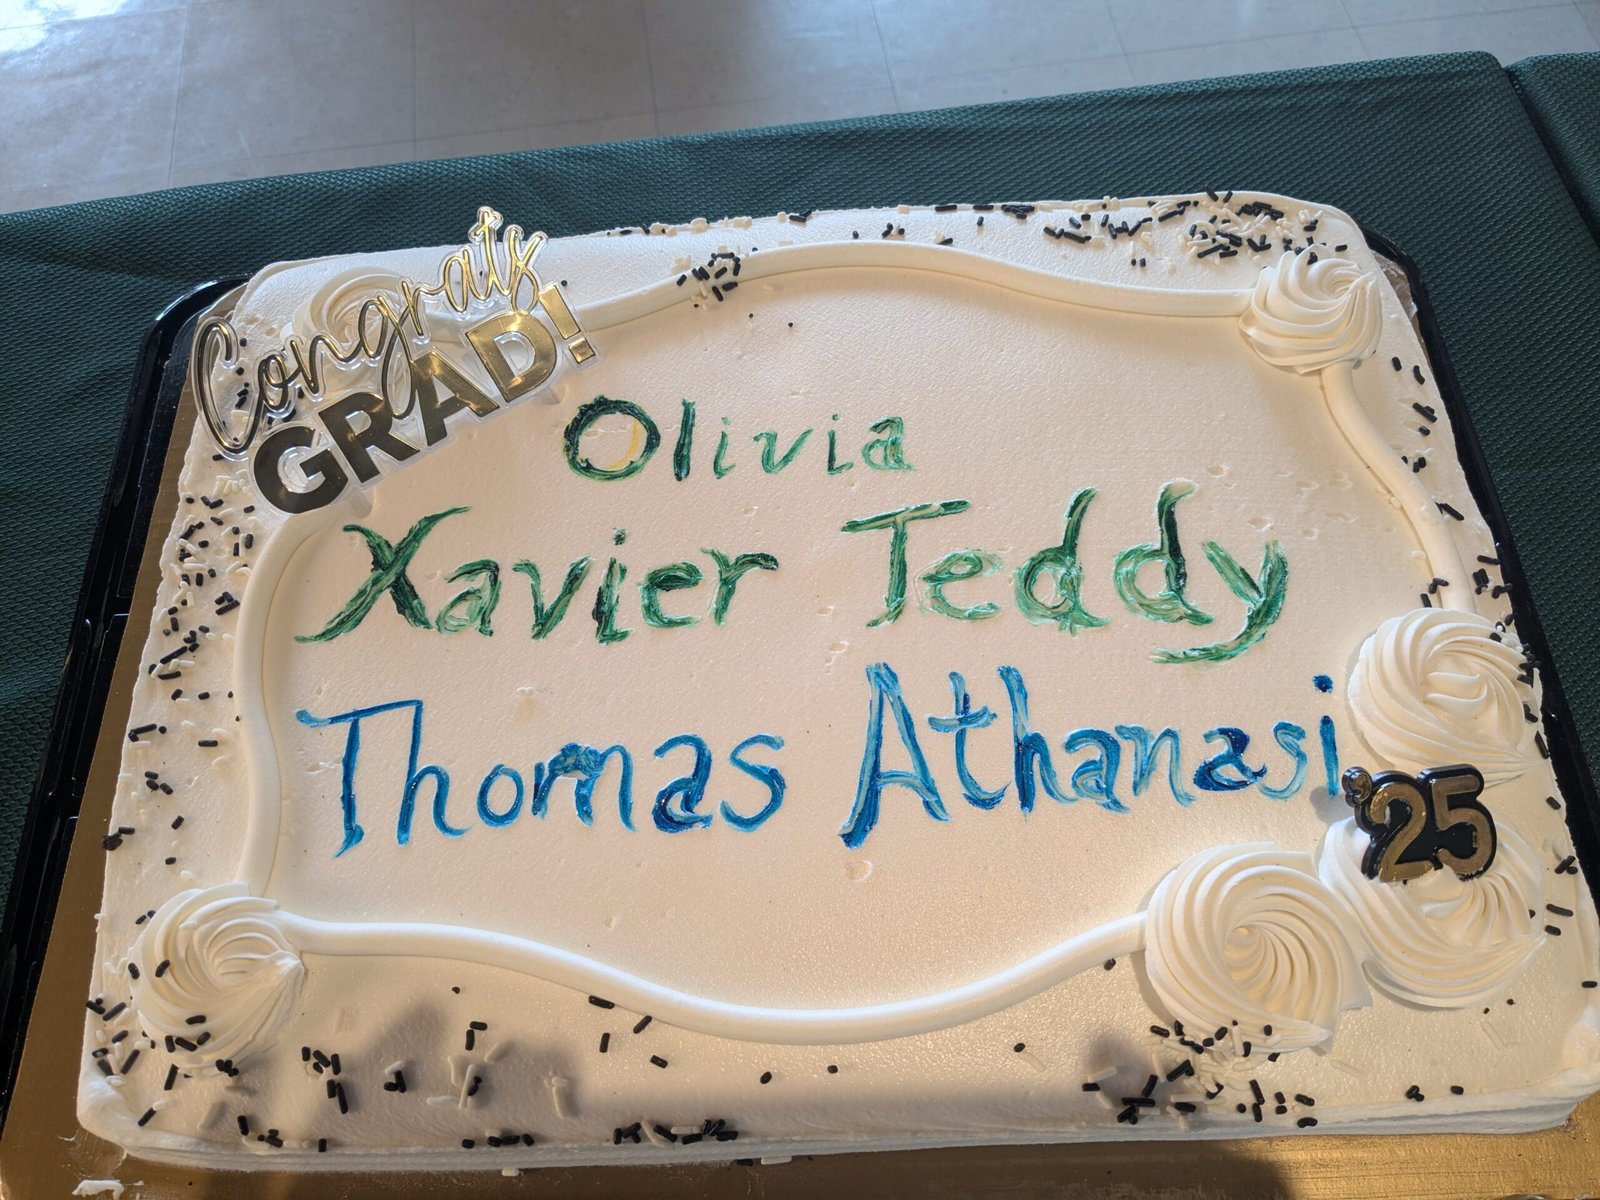 Congrats
GRAD!
Olivia
Xavier Teddy
Thomas Athanasi
'25